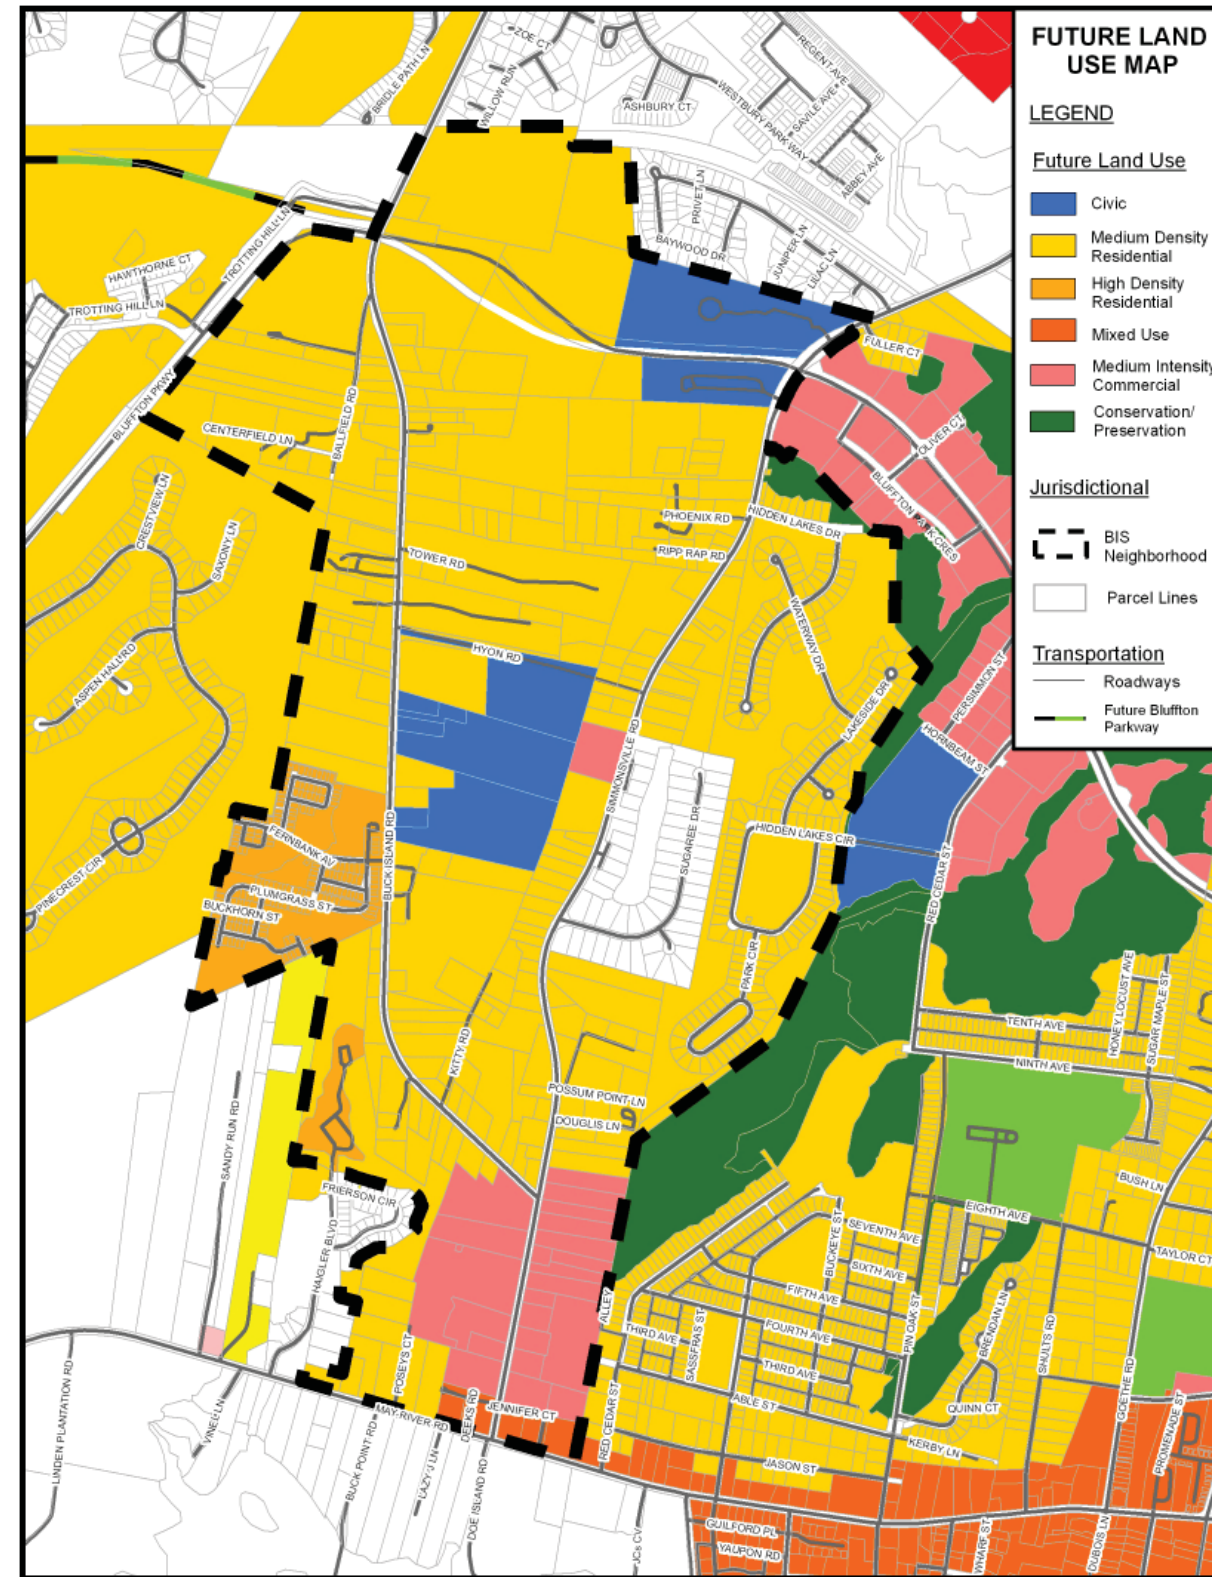 FUTURE LAND
USE MAP
LEGEND
Future Land Use
Civic
Medium Density
Residential
High Density
Residential
Mixed Use
Medium Intensity
Commercial
Conservation/
Preservation
Jurisdictional
BIS
Neighborhood
Parcel Lines
Transportation
Roadways
Future Bluffton
Parkway
ZOE CT
WILLOW RUN
BRIDLE PATH LN
ASHBURY CT
REGENT AVE
SAVILE AVE
WESTBURY PARK WAY
ABBEY AVE
PRIVET LN
BAYWOOD DR
JUNIPER LN
LILAC LN
TROTTING HILL LN
HAWTHORNE CT
TROTTING HILL LN
BLUFFTON PKWY
FULLER CT
CENTERFIELD LN
BALLFIELD RD
OLIVER CT
BLUFFTON PARK CRES
CRESTVIEW LN
SAXONY LN
PHOENIX RD
HIDDEN LAKES DR
RIPP RAP RD
TOWER RD
WATERWAY DR
HYON RD
ASPEN HALL RD
LAKESIDE DR
PERSIMMON ST
HORNBEAM ST
SIMMONSVILLE RD
SUGAREE DR
HIDDEN LAKES CIR
BUCK ISLAND RD
FERNBANK AV
PLUMGRASS ST
BUCKHORN ST
PINECREST CIR
RED CEDAR ST
PARK CIR
HONEY LOCUST AVE
SUGAR MAPLE ST
TENTH AVE
NINTH AVE
KITTY RD
POSSUM POINT LN
DOUGLIS LN
SANDY RUN RD
FRIERSON CIR
HAIGLER BLVD
BUSH LN
EIGHTH AVE
SEVENTH AVE
BUCKEYE ST
SIXTH AVE
TAYLOR CT
FIFTH AVE
ALLEY
THIRD AVE
SASSFRAS ST
FOURTH AVE
THIRD AVE
PIN OAK ST
BRENDAN LN
SHULTS RD
GOETHE RD
POSEYS CT
ABLE ST
QUINN CT
PROMENADE ST
LINDEN PLANTATION RD
VINEL LN
MAY RIVER RD
DEEKS RD
JENNIFER CT
RED CEDAR ST
KERBY LN
JASON ST
BUCK POINT RD
LAZY J LN
DOE ISLAND RD
JCs CV
GUILFORD PL
YAUPON RD
WHARF ST
DUBOIS LN